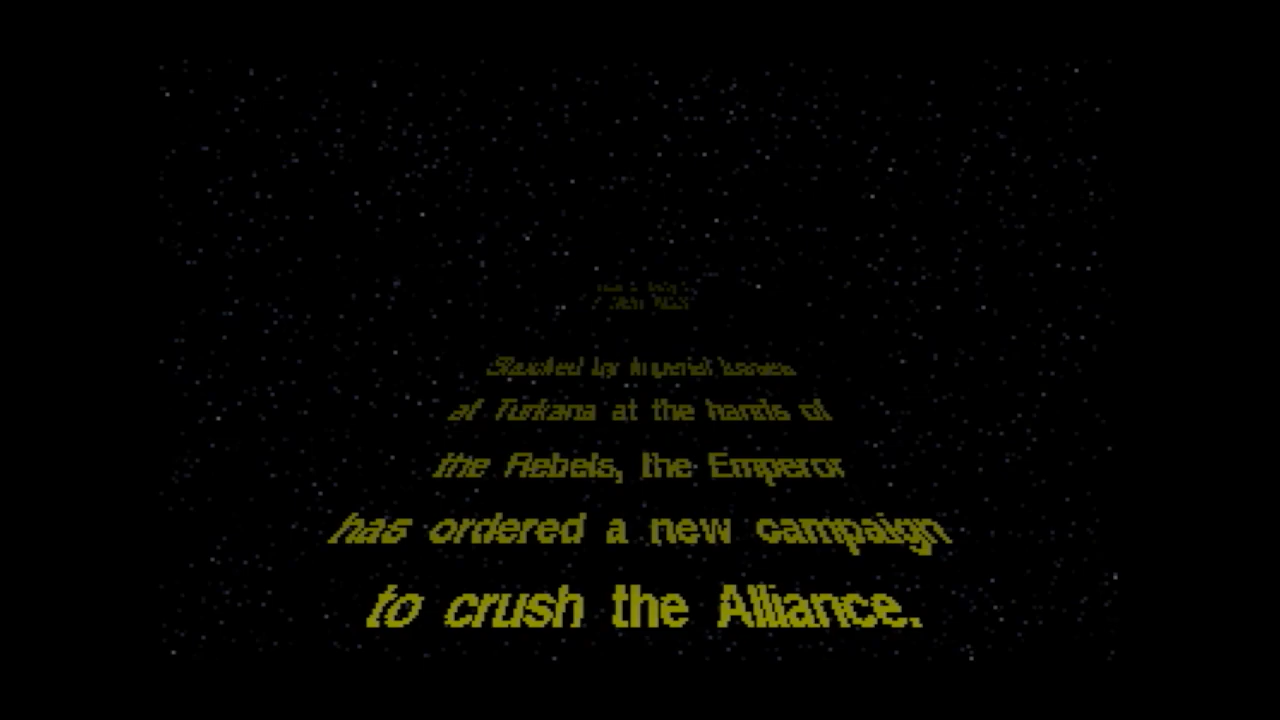 Shocked by Imperial losses
at Turkana at the hands of
the Rebels, the Emperor
has ordered a new campaign
to crush the Alliance.